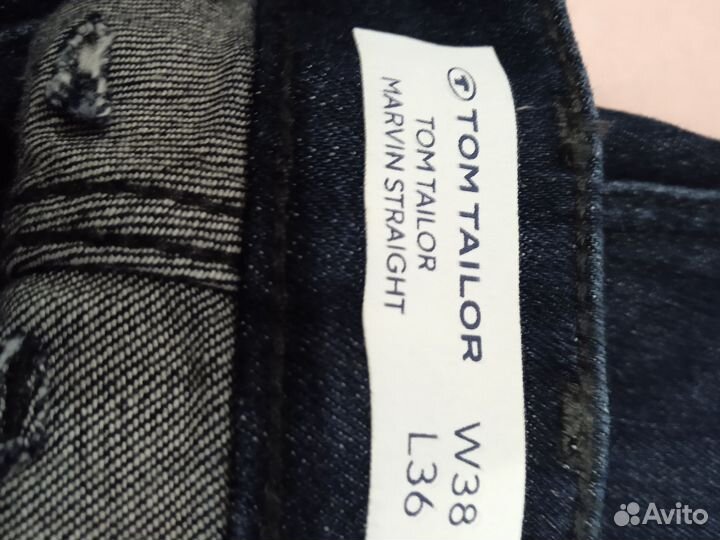 TOM TAILOR
TOM TAILOR
MARVIN STRAIGHT
W38
L36
Avito